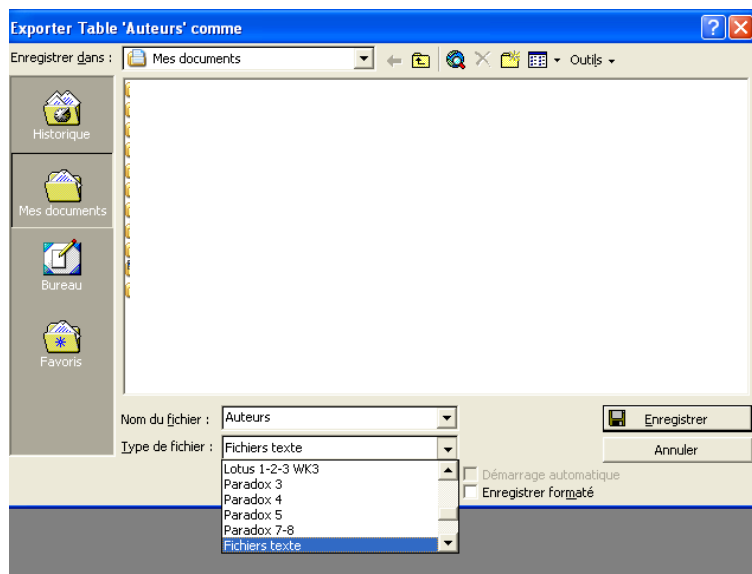 Exporter Table 'Auteurs' comme
Enregistrer dans :
Mes documents
Outils
Historique
Mes documents
Bureau
Favoris
Nom du fichier :
Auteurs
Enregistrer
Type de fichier :
Fichiers texte
Annuler
Lotus 1-2-3 WK3
Paradox 3
Paradox 4
Paradox 5
Paradox 7-8
Fichiers texte
Démarrage automatique
Enregistrer formaté